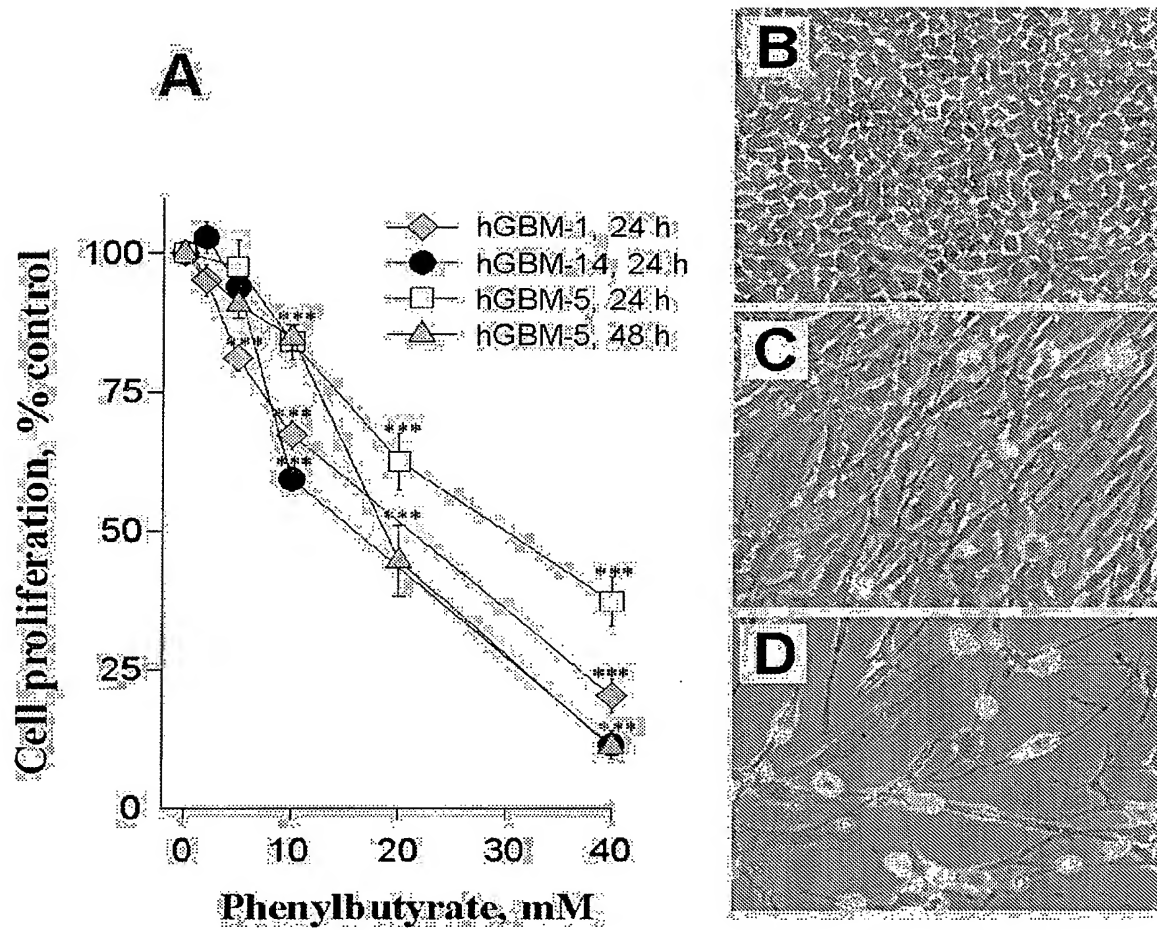 A
B
hGBM-1, 24 h
hGBM-14, 24 h
hGBM-5, 24 h
hGBM-5, 48 h
100
75
50
25
0
Cell proliferation, % control
***
***
***
***
***
***
***
***
***
0 10 20 30 40
Phenylbutyrate, mM
C
D